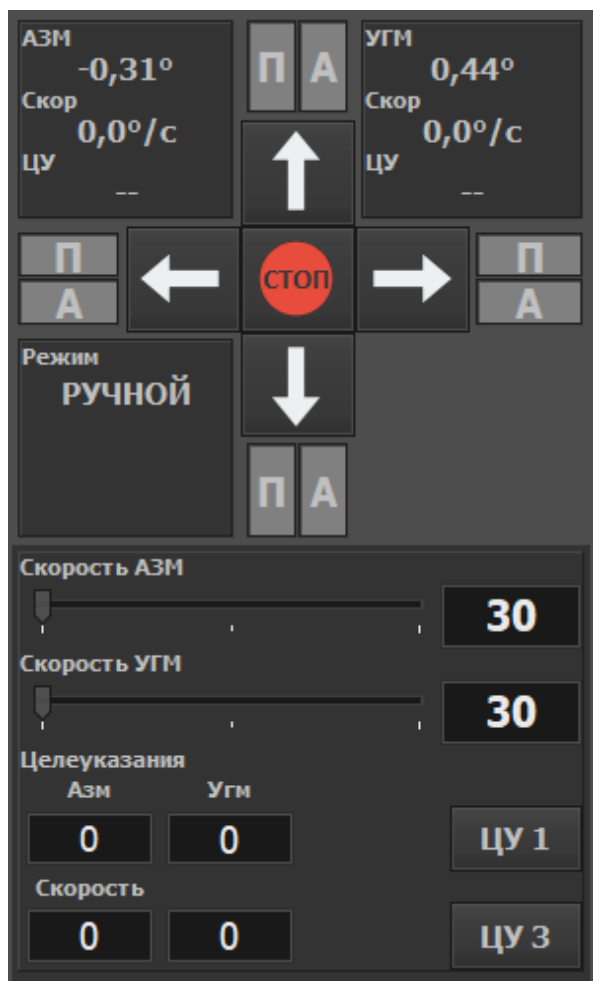 АЗМ
-0,31°
Скор
0,0°/с
ЦУ
--
П А
УГМ
0,44°
Скор
0,0°/с
ЦУ
--
П
А
СТОП
П
А
Режим
РУЧНОЙ
П А
Скорость АЗМ
30
Скорость УГМ
30
Целеуказания
Азм Угм
0 0 ЦУ 1
Скорость
0 0 ЦУ 3